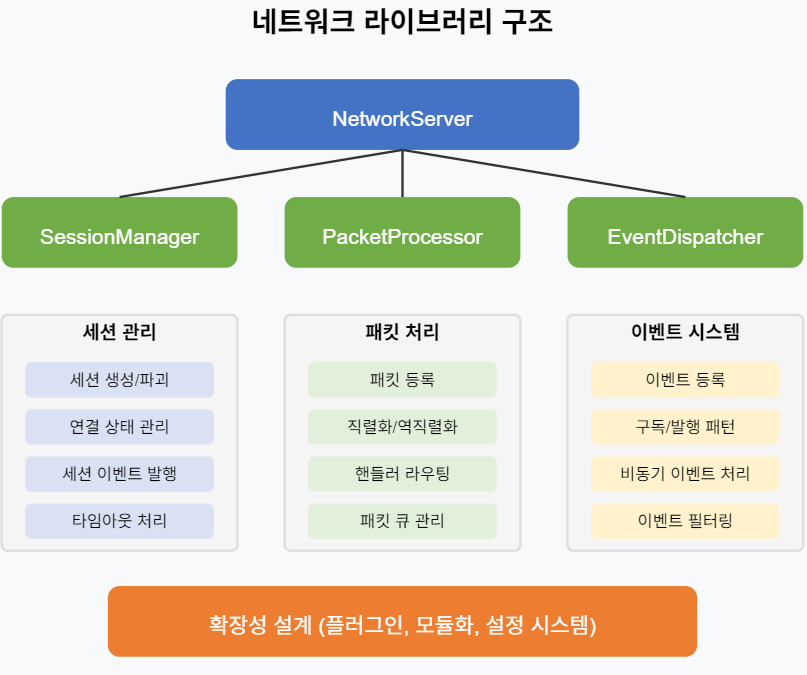 네트워크 라이브러리 구조
NetworkServer
SessionManager
PacketProcessor
EventDispatcher
세션 관리
세션 생성/파괴
연결 상태 관리
세션 이벤트 발행
타임아웃 처리
패킷 처리
패킷 등록
직렬화/역직렬화
핸들러 라우팅
패킷 큐 관리
이벤트 시스템
이벤트 등록
구독/발행 패턴
비동기 이벤트 처리
이벤트 필터링
확장성 설계 (플러그인, 모듈화, 설정 시스템)